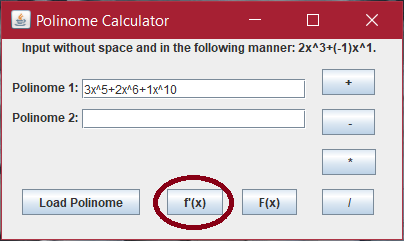 Polinome Calculator
Input without space and in the following manner: 2x^3+(-1)x^1.
Polinome 1: 3x^5+2x^6+1x^10 +
Polinome 2: -
*
Load Polinome f'(x) F(x) /